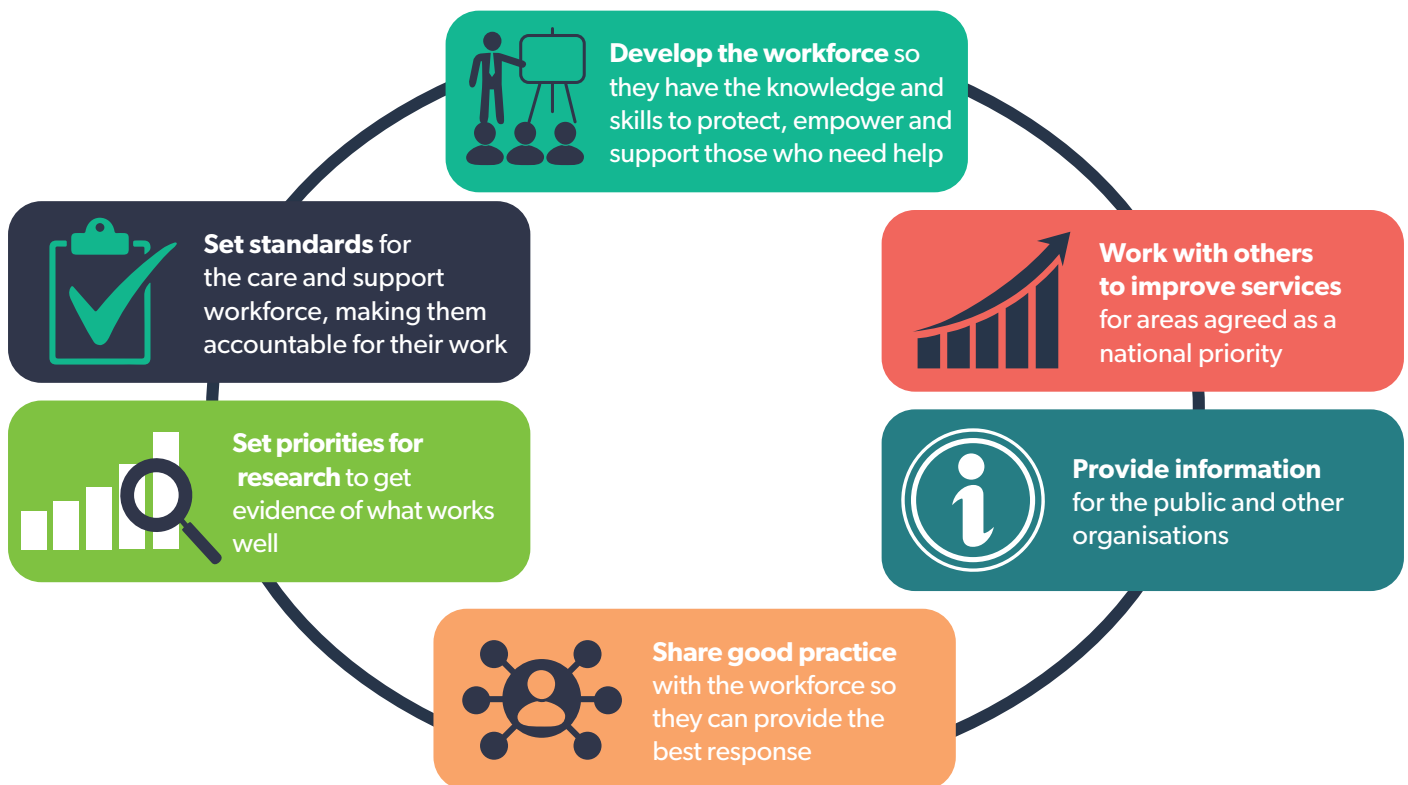 Develop the workforce so
they have the knowledge and
skills to protect, empower and
support those who need help
Set standards for
the care and support
workforce, making them
accountable for their work
Work with others
to improve services
for areas agreed as a
national priority
Set priorities for
research to get
evidence of what works
well
Provide information
for the public and other
organisations
Share good practice
with the workforce so
they can provide the
best response